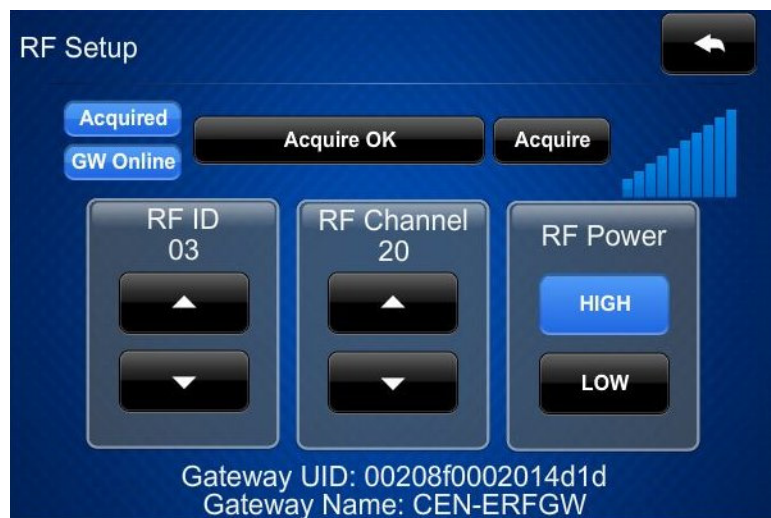 RF Setup
Acquired
GW Online
Acquire OK
Acquire
RF ID
03
RF Channel
20
RF Power
HIGH
LOW
Gateway UID: 00208f0002014d1d
Gateway Name: CEN-ERFGW